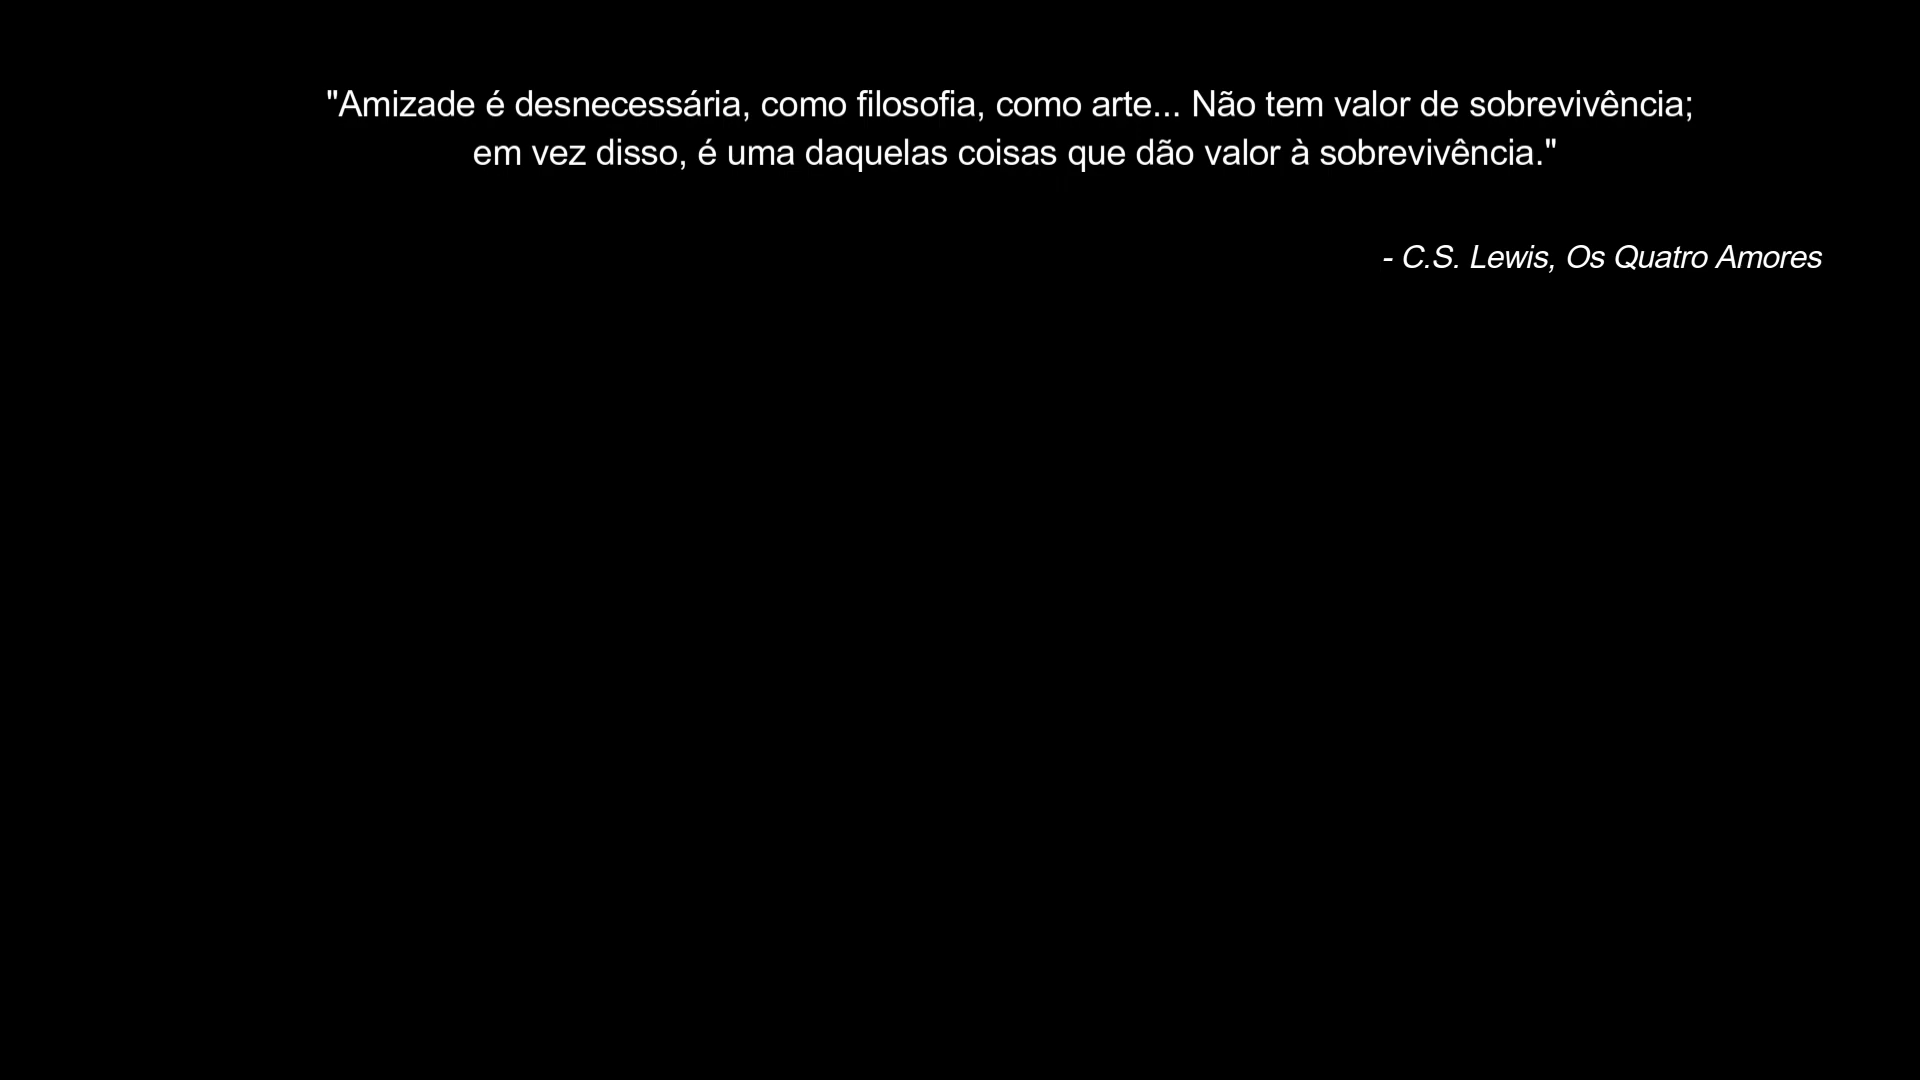 "Amizade é desnecessária, como filosofia, como arte... Não tem valor de sobrevivência;
em vez disso, é uma daquelas coisas que dão valor à sobrevivência."
- C.S. Lewis, Os Quatro Amores